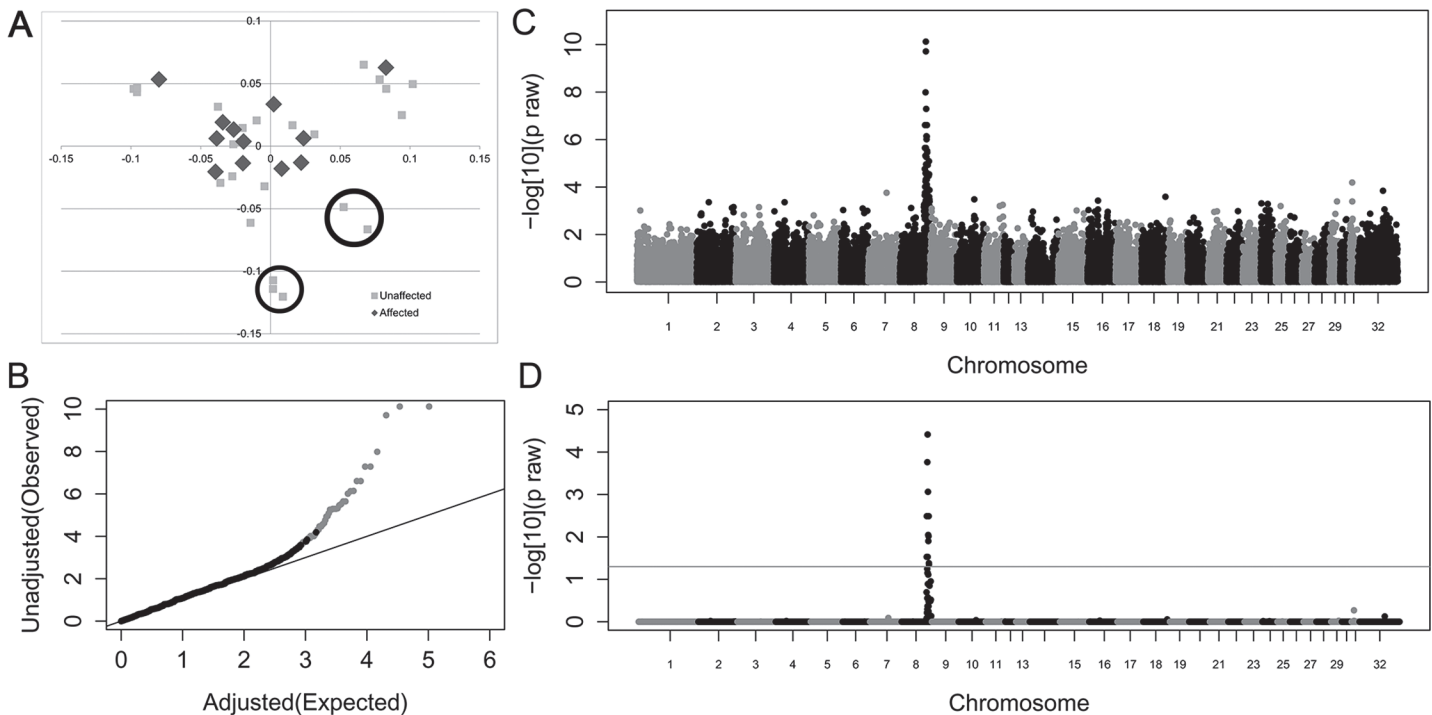 A
0.1
0.05
0
-0.15
-0.1
-0.05
0
0.05
0.1
0.15
-0.05
-0.1
-0.15
Unaffected
Affected
B
Unadjusted(Observed)
10
8
6
4
2
0
0 1 2 3 4 5 6
Adjusted(Expected)
C
−log[10](p raw)
10
8
6
4
2
0
1 2 3 4 5 6 7 8 9 10 11 13 15 16 17 18 19 21 23 25 27 29 32
Chromosome
D
−log[10](p raw)
5
4
3
2
1
0
1 2 3 4 5 6 7 8 9 10 11 13 15 16 17 18 19 21 23 25 27 29 32
Chromosome